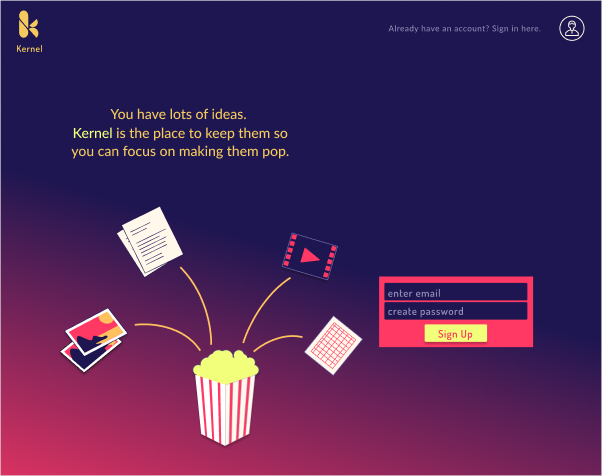 Kernel
Already have an account? Sign in here.
You have lots of ideas.
Kernel is the place to keep them so
you can focus on making them pop.
enter email
create password
Sign Up